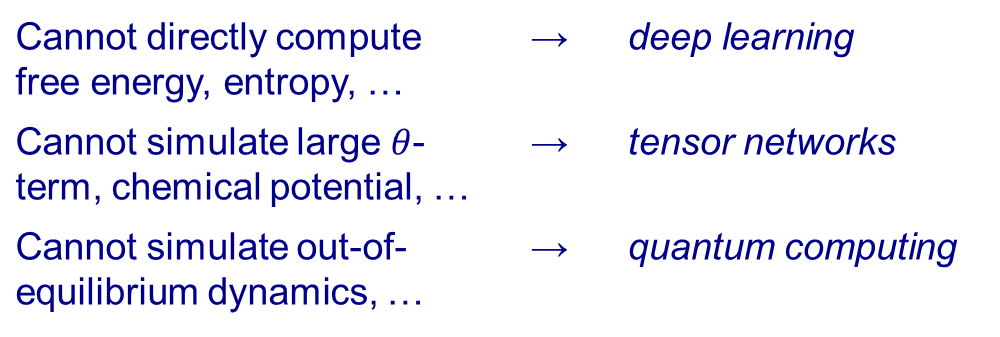 Cannot directly compute → deep learning
free energy, entropy, …
Cannot simulate large θ- → tensor networks
term, chemical potential, …
Cannot simulate out-of- → quantum computing
equilibrium dynamics, …